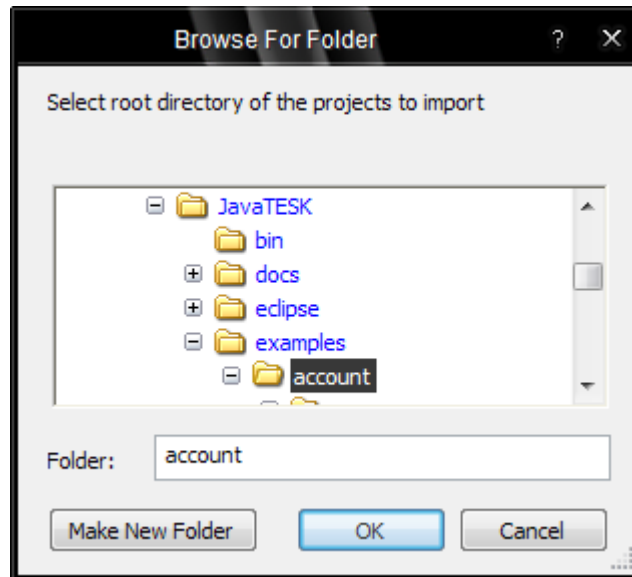 Browse For Folder
?
Select root directory of the projects to import
JavaTESK
bin
docs
eclipse
examples
account
Folder: account
Make New Folder OK Cancel